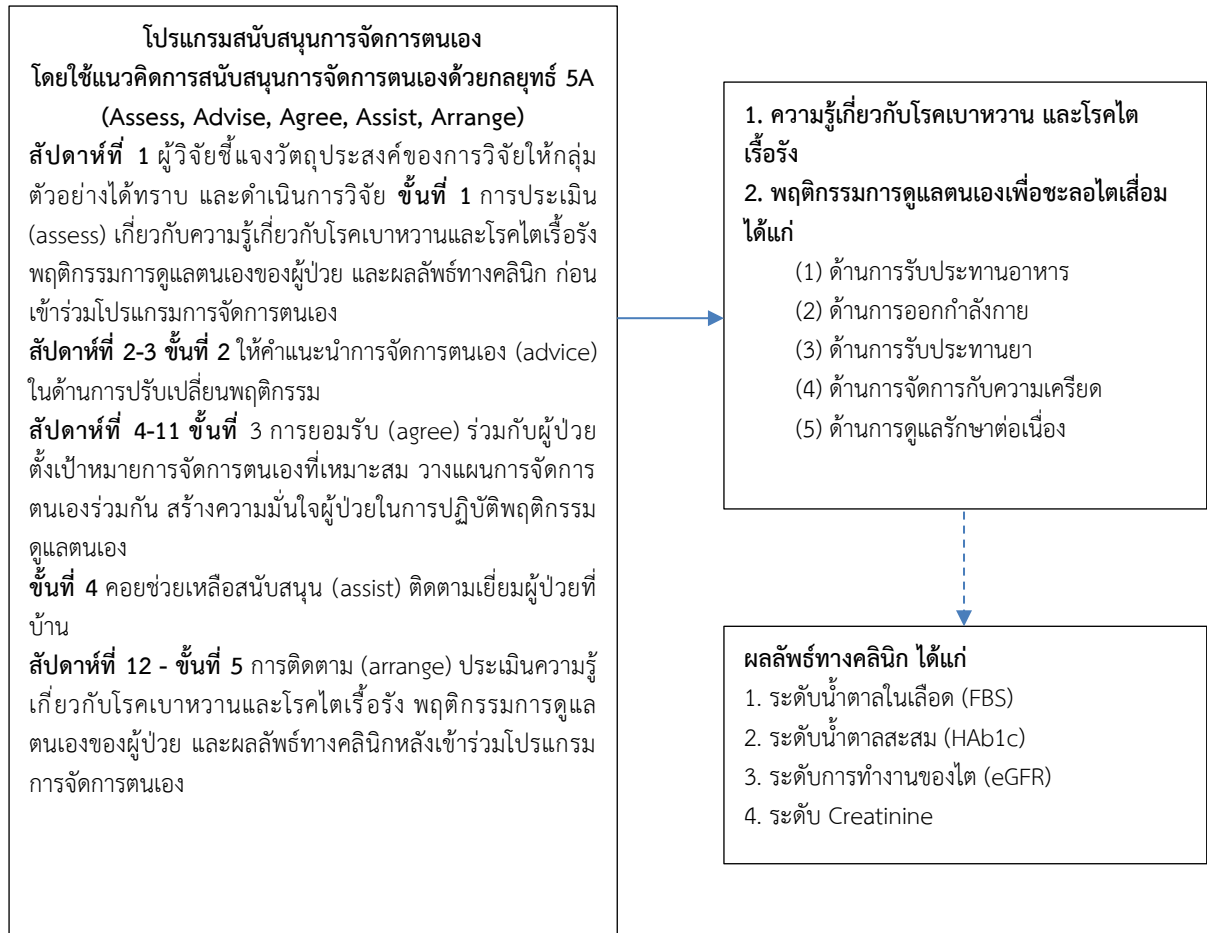 โปรแกรมสนับสนุนการจัดการตนเอง
โดยใช้แนวคิดการสนับสนุนการจัดการตนเองด้วยกลยุทธ์ 5A
(Assess, Advise, Agree, Assist, Arrange)
สัปดาห์ที่ 1 ผู้วิจัยชี้แจงวัตถุประสงค์ของการวิจัยให้กลุ่ม
ตัวอย่างได้ทราบ และดำเนินการวิจัย ขั้นที่ 1 การประเมิน
(assess) เกี่ยวกับความรู้เกี่ยวกับโรคเบาหวานและโรคไตเรื้อรัง
พฤติกรรมการดูแลตนเองของผู้ป่วย และผลลัพธ์ทางคลินิก ก่อน
เข้าร่วมโปรแกรมการจัดการตนเอง
สัปดาห์ที่ 2-3 ขั้นที่ 2 ให้คำแนะนำการจัดการตนเอง (advice)
ในด้านการปรับเปลี่ยนพฤติกรรม
สัปดาห์ที่ 4-11 ขั้นที่ 3 การยอมรับ (agree) ร่วมกับผู้ป่วย
ตั้งเป้าหมายการจัดการตนเองที่เหมาะสม วางแผนการจัดการ
ตนเองร่วมกัน สร้างความมั่นใจผู้ป่วยในการปฏิบัติพฤติกรรม
ดูแลตนเอง
ขั้นที่ 4 คอยช่วยเหลือสนับสนุน (assist) ติดตามเยี่ยมผู้ป่วยที่
บ้าน
สัปดาห์ที่ 12 - ขั้นที่ 5 การติดตาม (arrange) ประเมินความรู้
เกี่ยวกับโรคเบาหวานและโรคไตเรื้อรัง พฤติกรรมการดูแล
ตนเองของผู้ป่วย และผลลัพธ์ทางคลินิกหลังเข้าร่วมโปรแกรม
การจัดการตนเอง
1. ความรู้เกี่ยวกับโรคเบาหวาน และโรคไต
เรื้อรัง
2. พฤติกรรมการดูแลตนเองเพื่อชะลอไตเสื่อม
ได้แก่
(1) ด้านการรับประทานอาหาร
(2) ด้านการออกกำลังกาย
(3) ด้านการรับประทานยา
(4) ด้านการจัดการกับความเครียด
(5) ด้านการดูแลรักษาต่อเนื่อง
ผลลัพธ์ทางคลินิก ได้แก่
1. ระดับน้ำตาลในเลือด (FBS)
2. ระดับน้ำตาลสะสม (HAb1c)
3. ระดับการทำงานของไต (eGFR)
4. ระดับ Creatinine